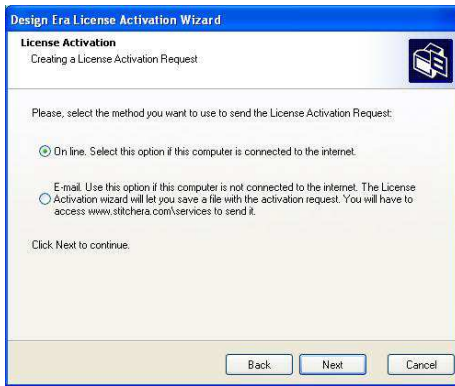 Design Era License Activation Wizard
License Activation
Creating a License Activation Request
Please, select the method you want to use to send the License Activation Request:
On line. Select this option if this computer is connected to the internet.
E-mail. Use this option if this computer is not connected to the internet. The License
Activation wizard will let you save a file with the activation request. You will have to
access www.stitchera.com\services to send it.
Click Next to continue.
Back Next Cancel